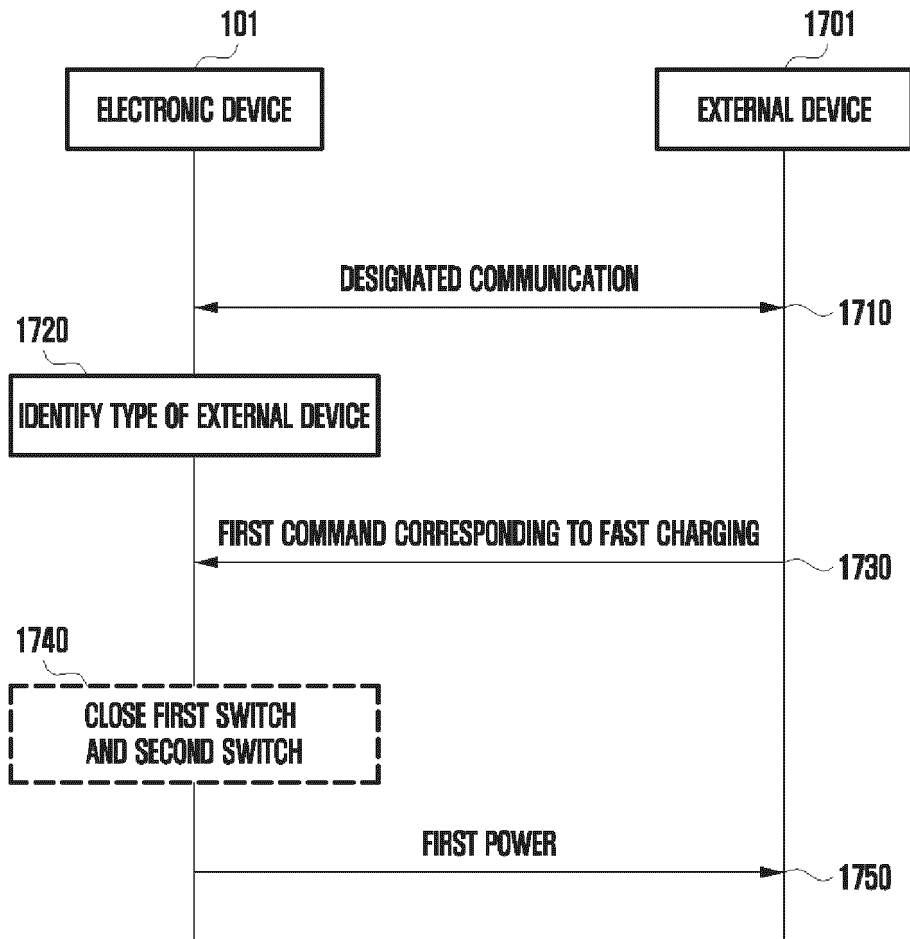 101
1701
ELECTRONIC DEVICE
EXTERNAL DEVICE
DESIGNATED COMMUNICATION
1710
1720
IDENTIFY TYPE OF EXTERNAL DEVICE
FIRST COMMAND CORRESPONDING TO FAST CHARGING
1730
1740
CLOSE FIRST SWITCH
AND SECOND SWITCH
FIRST POWER
1750